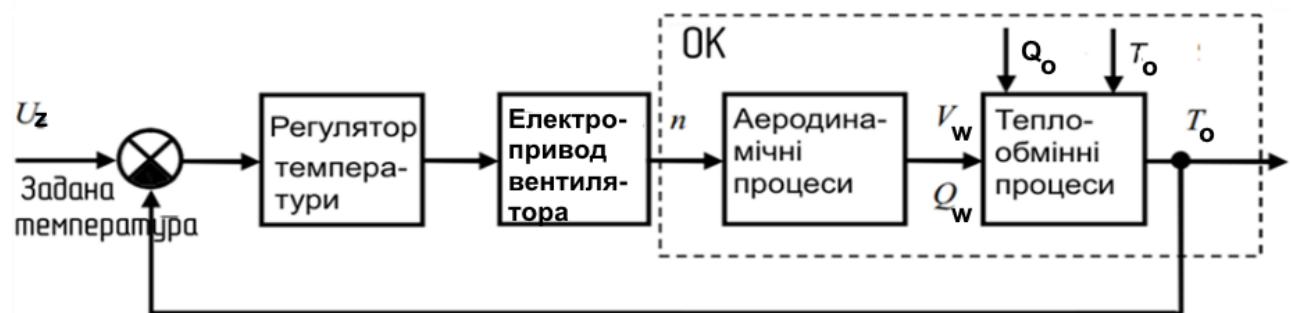 ОК
Qo
To
Uz
Задана
температура
Регулятор
темпера-
тури
Електро-
привод
вентиля-
тора
n
Аеродина-
мічні
процеси
Vw
Qw
Тепло-
обмінні
процеси
To